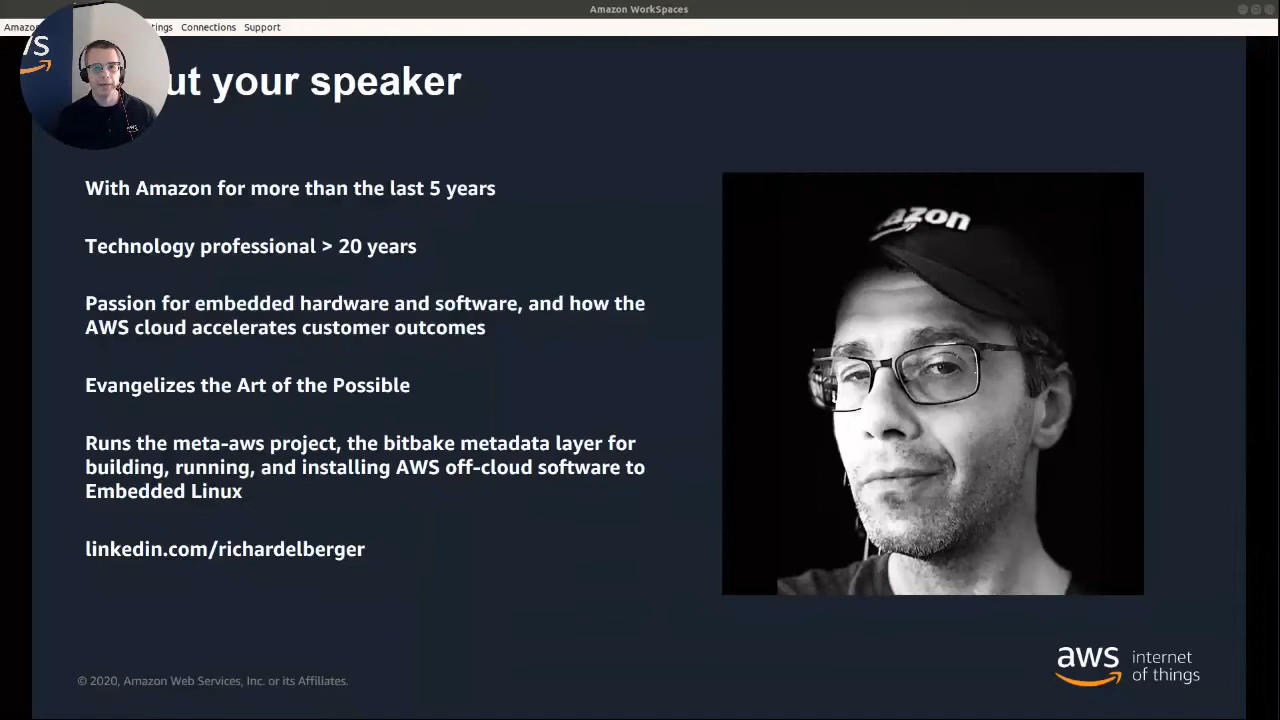 Amazon WorkSpaces
Amazon
tings Connections Support
WS
ut your speaker
With Amazon for more than the last 5 years
Technology professional > 20 years
Passion for embedded hardware and software, and how the
AWS cloud accelerates customer outcomes
Evangelizes the Art of the Possible
Runs the meta-aws project, the bitbake metadata layer for
building, running, and installing AWS off-cloud software to
Embedded Linux
linkedin.com/richardelberger
azon
aws internet
of things
© 2020, Amazon Web Services, Inc. or its Affiliates.